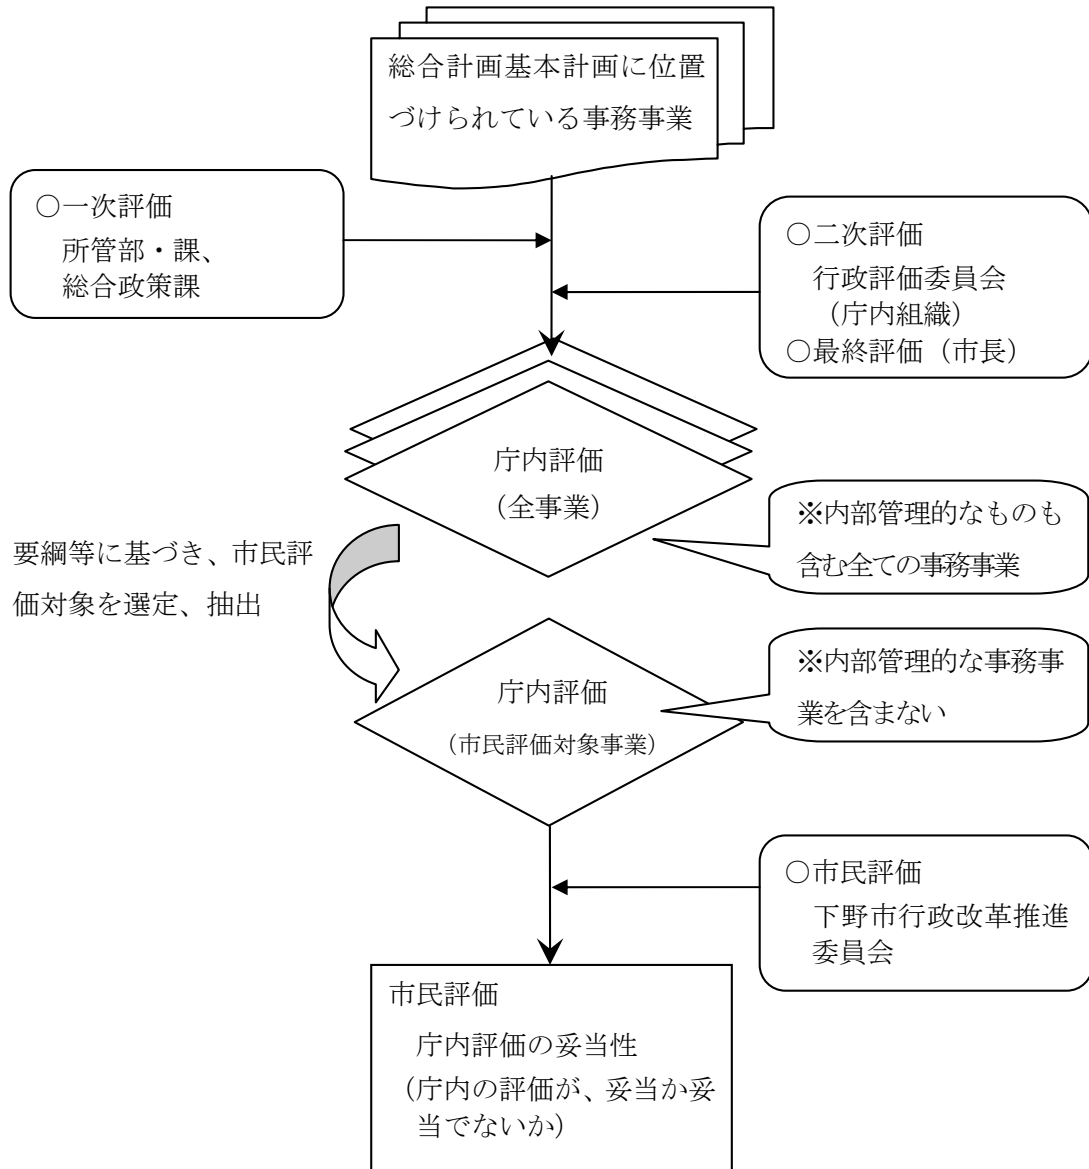 総合計画基本計画に位置
づけられている事務事業
○一次評価
所管部・課、
総合政策課
○二次評価
行政評価委員会
（庁内組織）
○最終評価（市長）
庁内評価
（全事業）
※内部管理的なものも
含む全ての事務事業
要綱等に基づき、市民評
価対象を選定、抽出
庁内評価
（市民評価対象事業）
※内部管理的な事務事
業を含まない
○市民評価
下野市行政改革推進
委員会
市民評価
庁内評価の妥当性
（庁内の評価が、妥当か妥
当でないか）